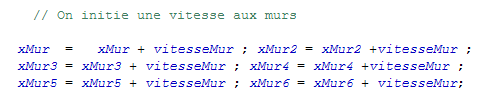 // On initie une vitesse aux murs
xMur = xMur + vitesseMur ; xMur2 = xMur2 +vitesseMur ;
xMur3 = xMur3 + vitesseMur ; xMur4 = xMur4 +vitesseMur ;
xMur5 = xMur5 + vitesseMur ; xMur6 = xMur6 + vitesseMur;